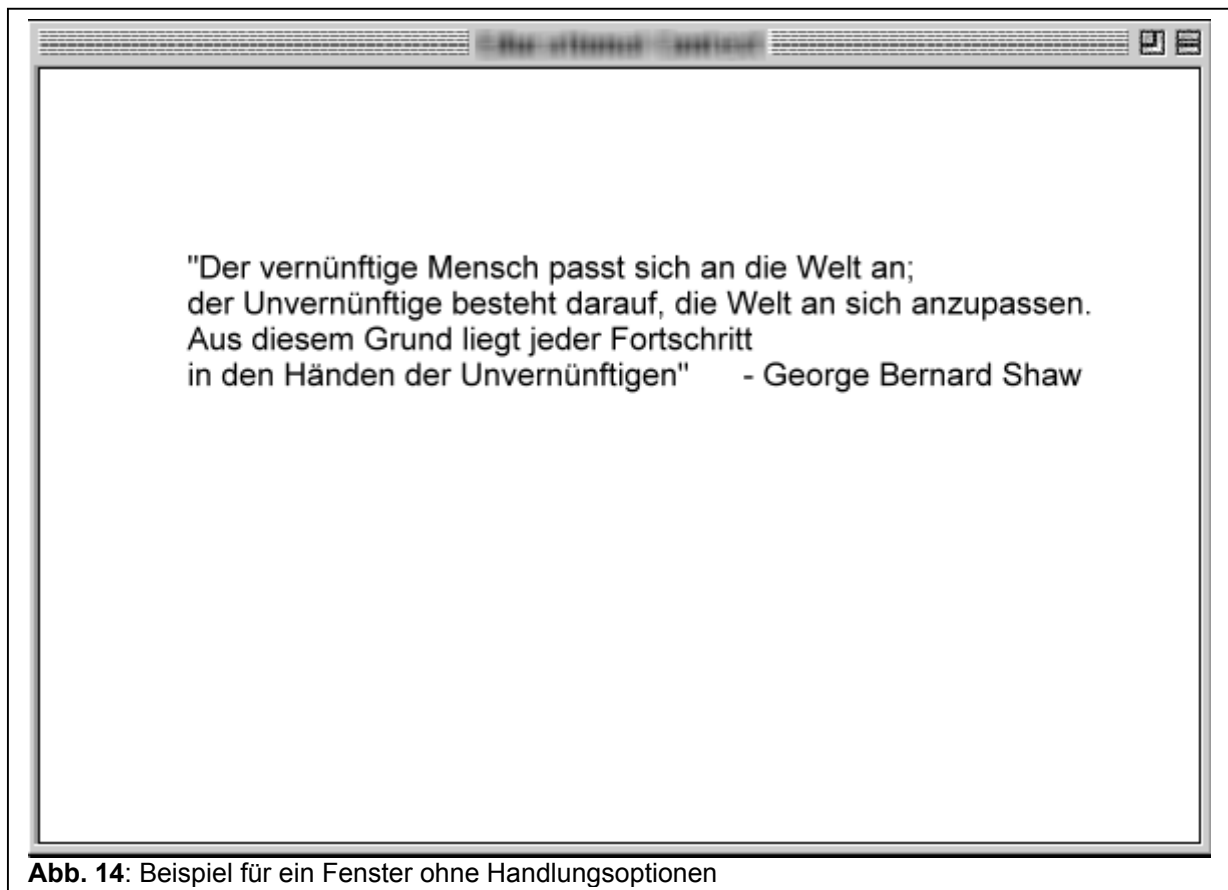 "Der vernünftige Mensch passt sich an die Welt an;
der Unvernünftige besteht darauf, die Welt an sich anzupassen.
Aus diesem Grund liegt jeder Fortschritt
in den Händen der Unvernünftigen" - George Bernard Shaw
Abb. 14: Beispiel für ein Fenster ohne Handlungsoptionen